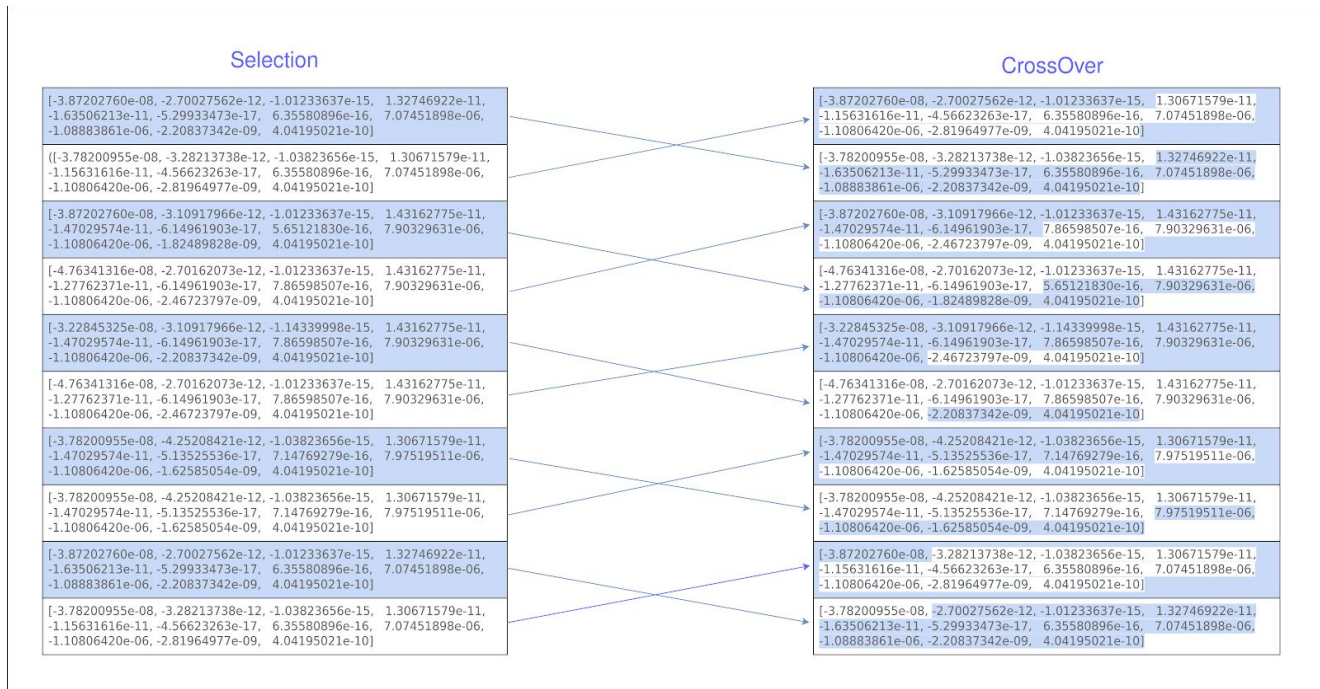 Selection
[-3.87202760e-08, -2.70027562e-12, -1.01233637e-15, 1.32746922e-11,
-1.63506213e-11, -5.29933473e-17, 6.35580896e-16, 7.07451898e-06,
-1.08883861e-06, -2.20837342e-09, 4.04195021e-10]
([-3.78200955e-08, -3.28213738e-12, -1.03823656e-15, 1.30671579e-11,
-1.15631616e-11, -4.56623263e-17, 6.35580896e-16, 7.07451898e-06,
-1.10806420e-06, -2.81964977e-09, 4.04195021e-10]
[-3.87202760e-08, -3.10917966e-12, -1.01233637e-15, 1.43162775e-11,
-1.47029574e-11, -6.14961903e-17, 5.65121830e-16, 7.90329631e-06,
-1.10806420e-06, -1.82489828e-09, 4.04195021e-10]
[-4.76341316e-08, -2.70162073e-12, -1.01233637e-15, 1.43162775e-11,
-1.27762371e-11, -6.14961903e-17, 7.86598507e-16, 7.90329631e-06,
-1.10806420e-06, -2.46723797e-09, 4.04195021e-10]
[-3.22845325e-08, -3.10917966e-12, -1.14339998e-15, 1.43162775e-11,
-1.47029574e-11, -6.14961903e-17, 7.86598507e-16, 7.90329631e-06,
-1.10806420e-06, -2.20837342e-09, 4.04195021e-10]
[-4.76341316e-08, -2.70162073e-12, -1.01233637e-15, 1.43162775e-11,
-1.27762371e-11, -6.14961903e-17, 7.86598507e-16, 7.90329631e-06,
-1.10806420e-06, -2.46723797e-09, 4.04195021e-10]
[-3.78200955e-08, -4.25208421e-12, -1.03823656e-15, 1.30671579e-11,
-1.47029574e-11, -5.13525536e-17, 7.14769279e-16, 7.97519511e-06,
-1.10806420e-06, -1.62585054e-09, 4.04195021e-10]
[-3.78200955e-08, -4.25208421e-12, -1.03823656e-15, 1.30671579e-11,
-1.47029574e-11, -5.13525536e-17, 7.14769279e-16, 7.97519511e-06,
-1.10806420e-06, -1.62585054e-09, 4.04195021e-10]
[-3.87202760e-08, -2.70027562e-12, -1.01233637e-15, 1.32746922e-11,
-1.63506213e-11, -5.29933473e-17, 6.35580896e-16, 7.07451898e-06,
-1.08883861e-06, -2.20837342e-09, 4.04195021e-10]
[-3.78200955e-08, -3.28213738e-12, -1.03823656e-15, 1.30671579e-11,
-1.15631616e-11, -4.56623263e-17, 6.35580896e-16, 7.07451898e-06,
-1.10806420e-06, -2.81964977e-09, 4.04195021e-10]
CrossOver
[-3.87202760e-08, -2.70027562e-12, -1.01233637e-15, 1.30671579e-11,
-1.15631616e-11, -4.56623263e-17, 6.35580896e-16, 7.07451898e-06,
-1.10806420e-06, -2.81964977e-09, 4.04195021e-10]
[-3.78200955e-08, -3.28213738e-12, -1.03823656e-15, 1.32746922e-11,
-1.63506213e-11, -5.29933473e-17, 6.35580896e-16, 7.07451898e-06,
-1.08883861e-06, -2.20837342e-09, 4.04195021e-10]
[-3.87202760e-08, -3.10917966e-12, -1.01233637e-15, 1.43162775e-11,
-1.47029574e-11, -6.14961903e-17, 7.86598507e-16, 7.90329631e-06,
-1.10806420e-06, -2.46723797e-09, 4.04195021e-10]
[-4.76341316e-08, -2.70162073e-12, -1.01233637e-15, 1.43162775e-11,
-1.27762371e-11, -6.14961903e-17, 5.65121830e-16, 7.90329631e-06,
-1.10806420e-06, -1.82489828e-09, 4.04195021e-10]
[-3.22845325e-08, -3.10917966e-12, -1.14339998e-15, 1.43162775e-11,
-1.47029574e-11, -6.14961903e-17, 7.86598507e-16, 7.90329631e-06,
-1.10806420e-06, -2.46723797e-09, 4.04195021e-10]
[-4.76341316e-08, -2.70162073e-12, -1.01233637e-15, 1.43162775e-11,
-1.27762371e-11, -6.14961903e-17, 7.86598507e-16, 7.90329631e-06,
-1.10806420e-06, -2.20837342e-09, 4.04195021e-10]
[-3.78200955e-08, -4.25208421e-12, -1.03823656e-15, 1.30671579e-11,
-1.47029574e-11, -5.13525536e-17, 7.14769279e-16, 7.97519511e-06,
-1.10806420e-06, -1.62585054e-09, 4.04195021e-10]
[-3.78200955e-08, -4.25208421e-12, -1.03823656e-15, 1.30671579e-11,
-1.47029574e-11, -5.13525536e-17, 7.14769279e-16, 7.97519511e-06,
-1.10806420e-06, -1.62585054e-09, 4.04195021e-10]
[-3.87202760e-08, -3.28213738e-12, -1.03823656e-15, 1.30671579e-11,
-1.15631616e-11, -4.56623263e-17, 6.35580896e-16, 7.07451898e-06,
-1.10806420e-06, -2.81964977e-09, 4.04195021e-10]
[-3.78200955e-08, -2.70027562e-12, -1.01233637e-15, 1.32746922e-11,
-1.63506213e-11, -5.29933473e-17, 6.35580896e-16, 7.07451898e-06,
-1.08883861e-06, -2.20837342e-09, 4.04195021e-10]